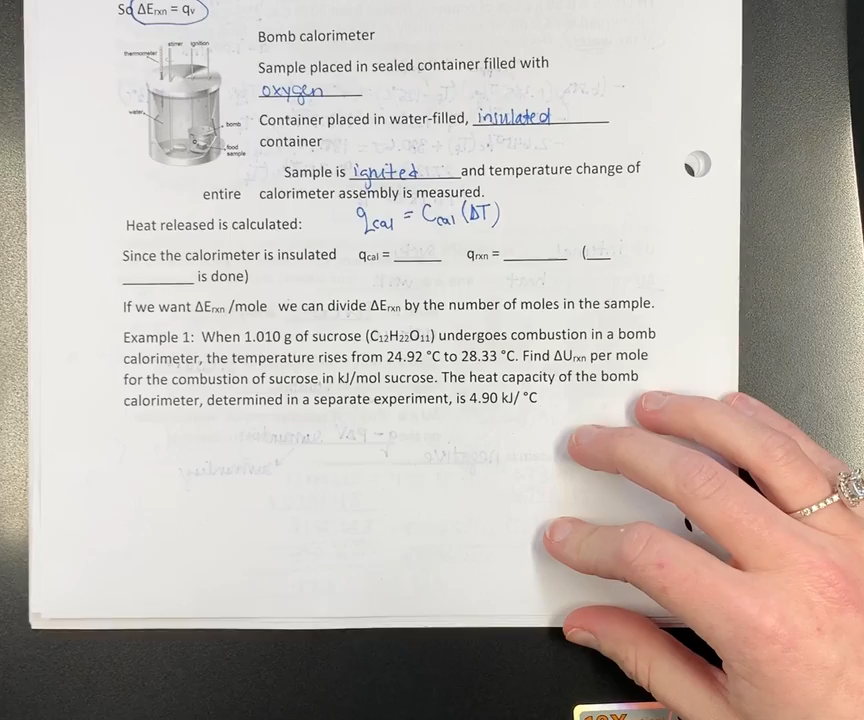 So ΔErxn = qv
Bomb calorimeter
thermometer stirrer ignition
Sample placed in sealed container filled with
oxygen
water
Container placed in water-filled, insulated
bomb
container
food
sample
Sample is ignited and temperature change of
entire calorimeter assembly is measured.
Heat released is calculated: qcal = Ccal (ΔT)
Since the calorimeter is insulated qcal = ______ qrxn = ________ (___
_________ is done)
If we want ΔErxn /mole we can divide ΔErxn by the number of moles in the sample.
Example 1: When 1.010 g of sucrose (C₁₂H₂₂O₁₁) undergoes combustion in a bomb
calorimeter, the temperature rises from 24.92 °C to 28.33 °C. Find ΔUrxn per mole
for the combustion of sucrose in kJ/mol sucrose. The heat capacity of the bomb
calorimeter, determined in a separate experiment, is 4.90 kJ/ °C